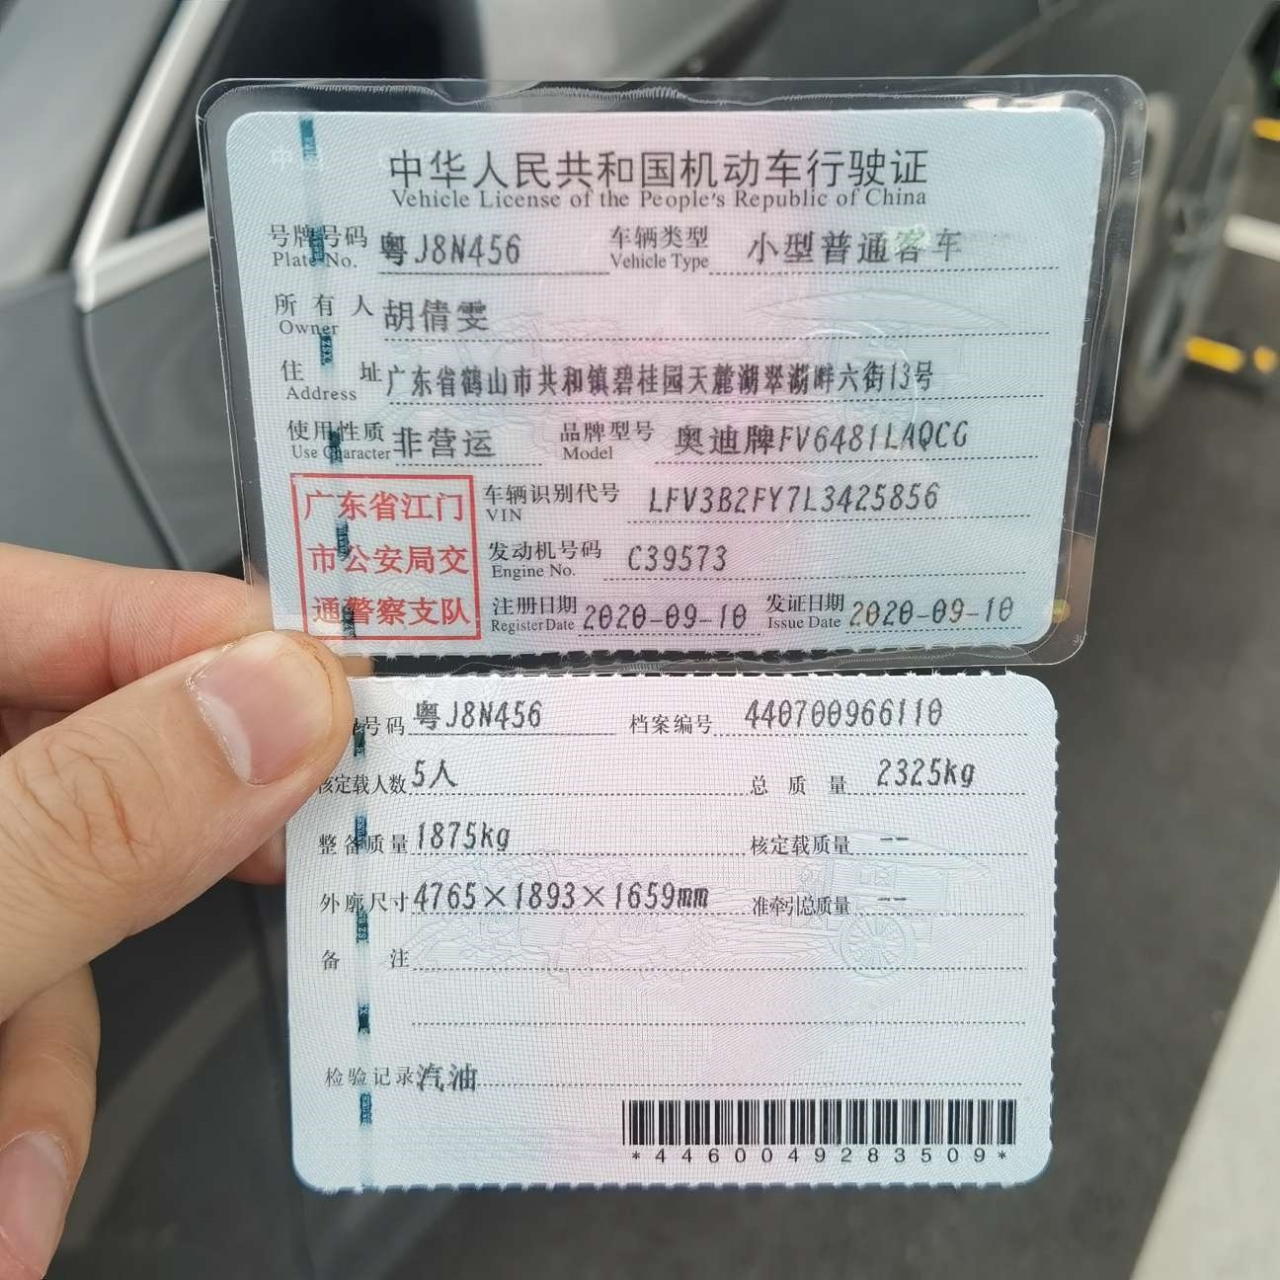 中华人民共和国机动车行驶证
Vehicle License of the People's Republic of China
号牌号码 粤J8N456 车辆类型 小型普通客车
Plate No. Vehicle Type
所有人 胡倩雯
Owner
住址 广东省鹤山市共和镇碧桂园天麓湖翠湖畔六街13号
Address
使用性质 非营运 品牌型号 奥迪牌FV6481LAQCG
Use Character Model
广东省江门
市公安局交
通警察支队
车辆识别代号 LFV3B2FY7L3425856
VIN
发动机号码 C39573
Engine No.
注册日期 2020-09-10 发证日期 2020-09-10
Register Date Issue Date
号码 粤J8N456 档案编号 440700966110
核定载人数 5人 总质量 2325kg
整备质量 1875kg 核定载质量 --
外廓尺寸 4765×1893×1659mm 准牵引总质量 --
备注
检验记录 汽油
*4460049283509*